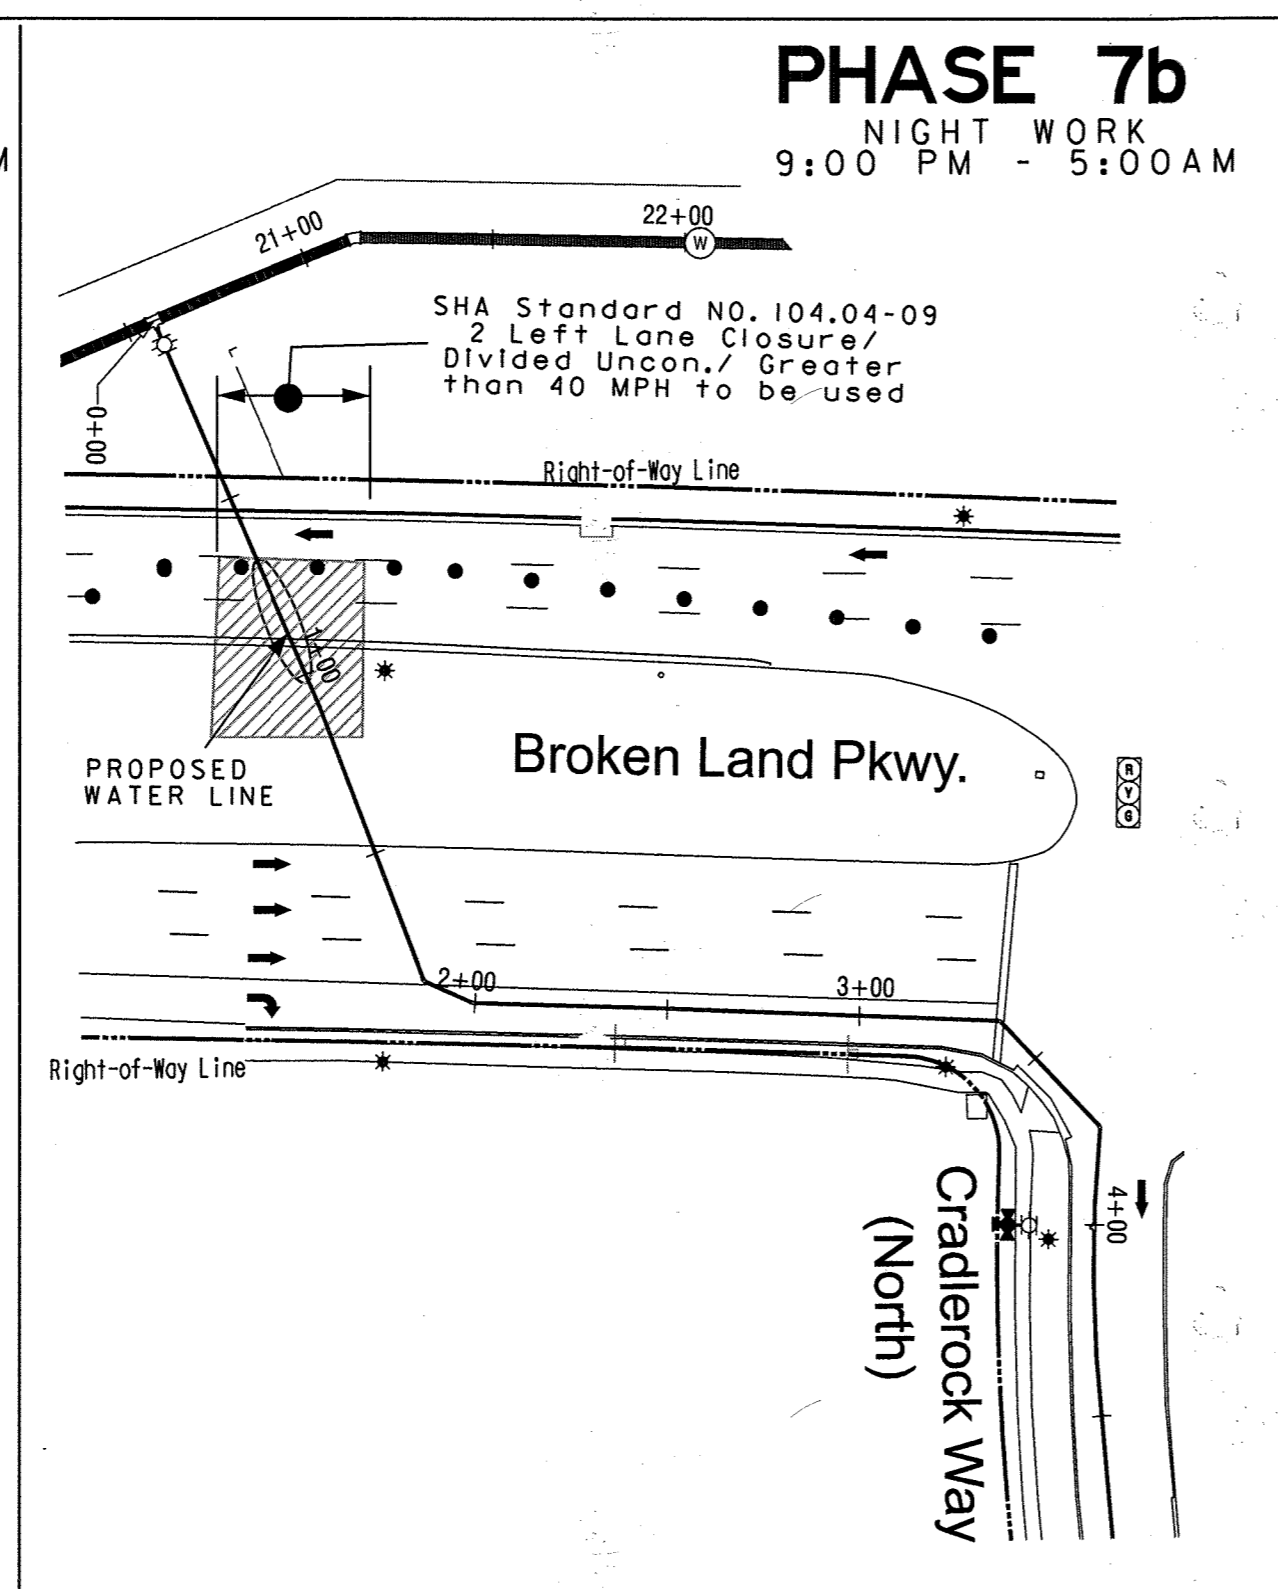 PHASE 7b
NIGHT WORK
9:00 PM - 5:00AM
M
21+00
22+00
W
SHA Standard NO. 104.04-09
2 Left Lane Closure/
Divided Uncon./ Greater
than 40 MPH to be used
0+00
Right-of-Way Line
1+00
PROPOSED
WATER LINE
Broken Land Pkwy.
R
Y
G
2+00
3+00
Right-of-Way Line
4+00
Cradlerock Way
(North)